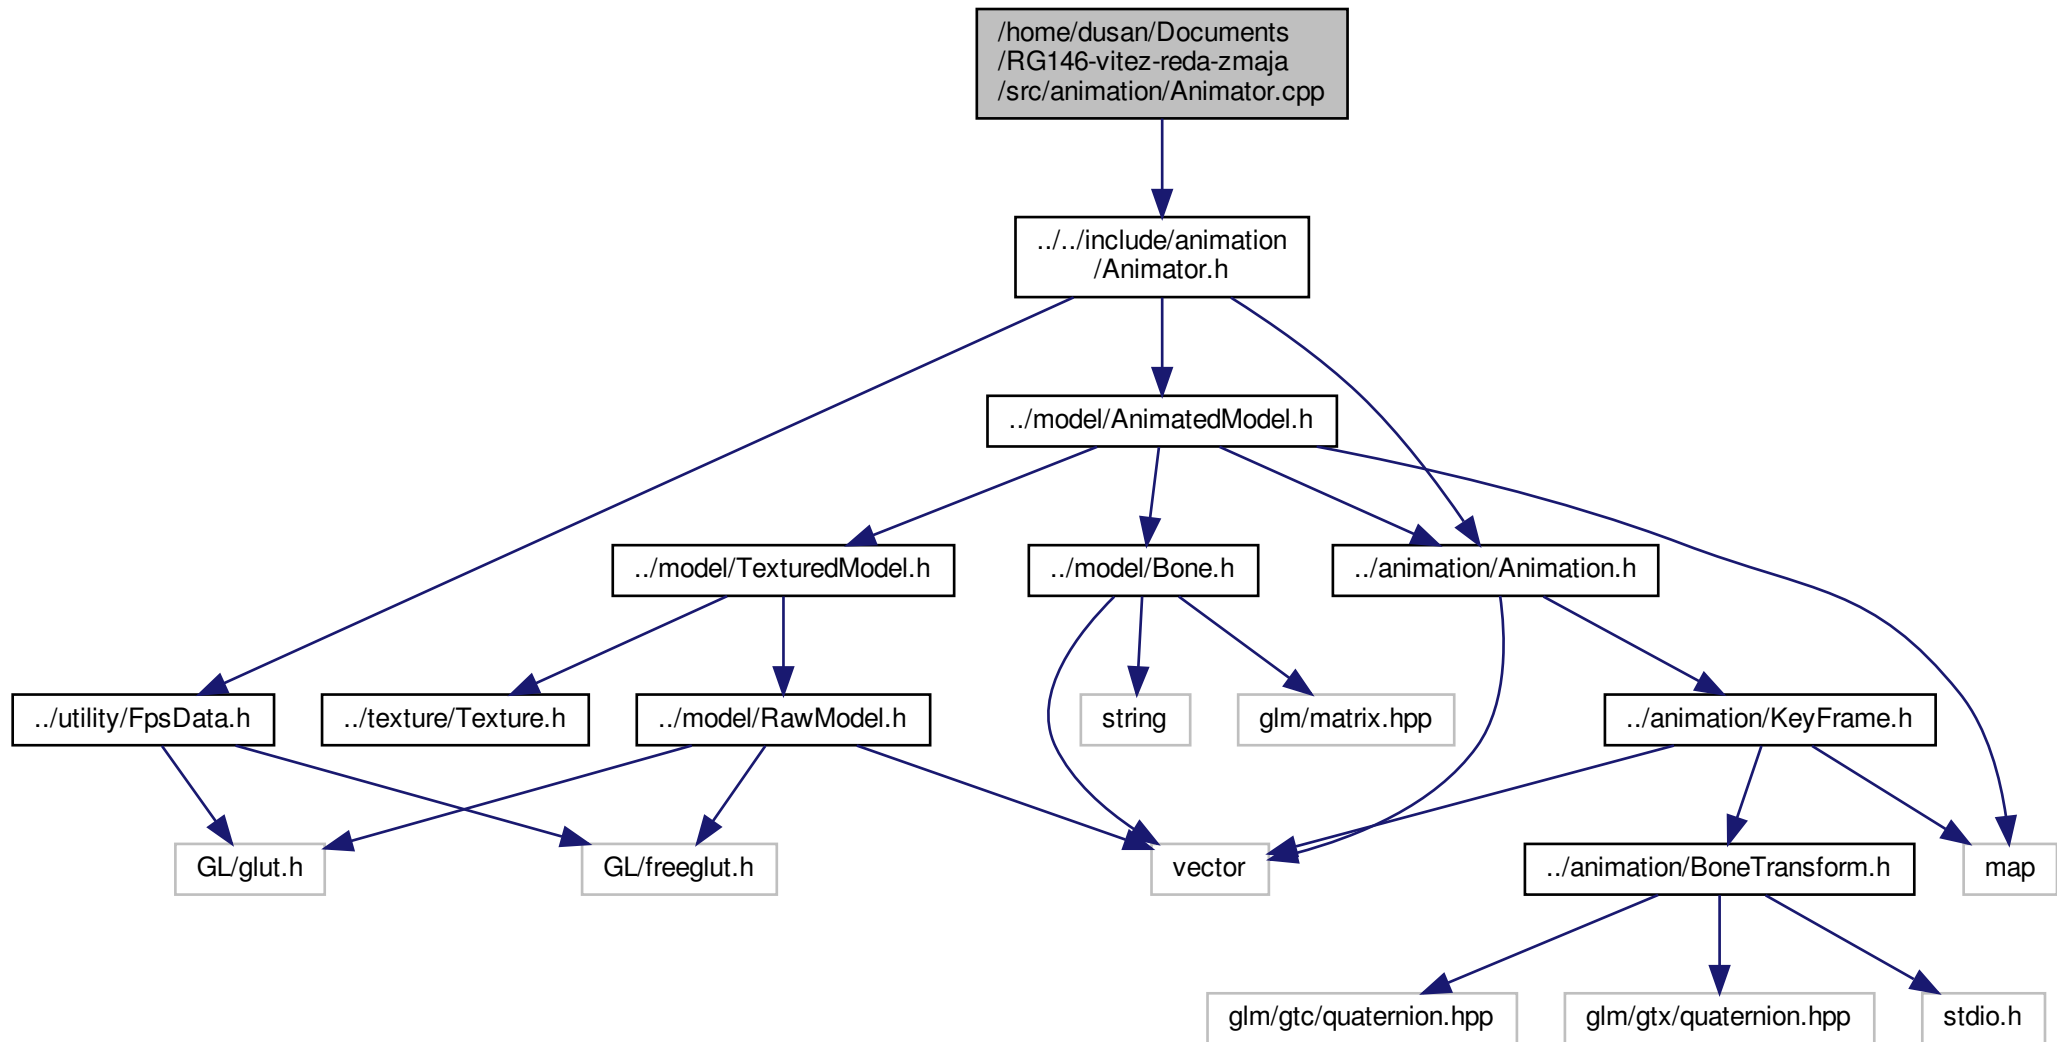 /home/dusan/Documents
/RG146-vitez-reda-zmaja
/src/animation/Animator.cpp
../../include/animation
/Animator.h
../model/AnimatedModel.h
../model/TexturedModel.h
../model/Bone.h
../animation/Animation.h
../utility/FpsData.h
../texture/Texture.h
../model/RawModel.h
string
glm/matrix.hpp
../animation/KeyFrame.h
GL/glut.h
GL/freeglut.h
vector
../animation/BoneTransform.h
map
glm/gtc/quaternion.hpp
glm/gtx/quaternion.hpp
stdio.h